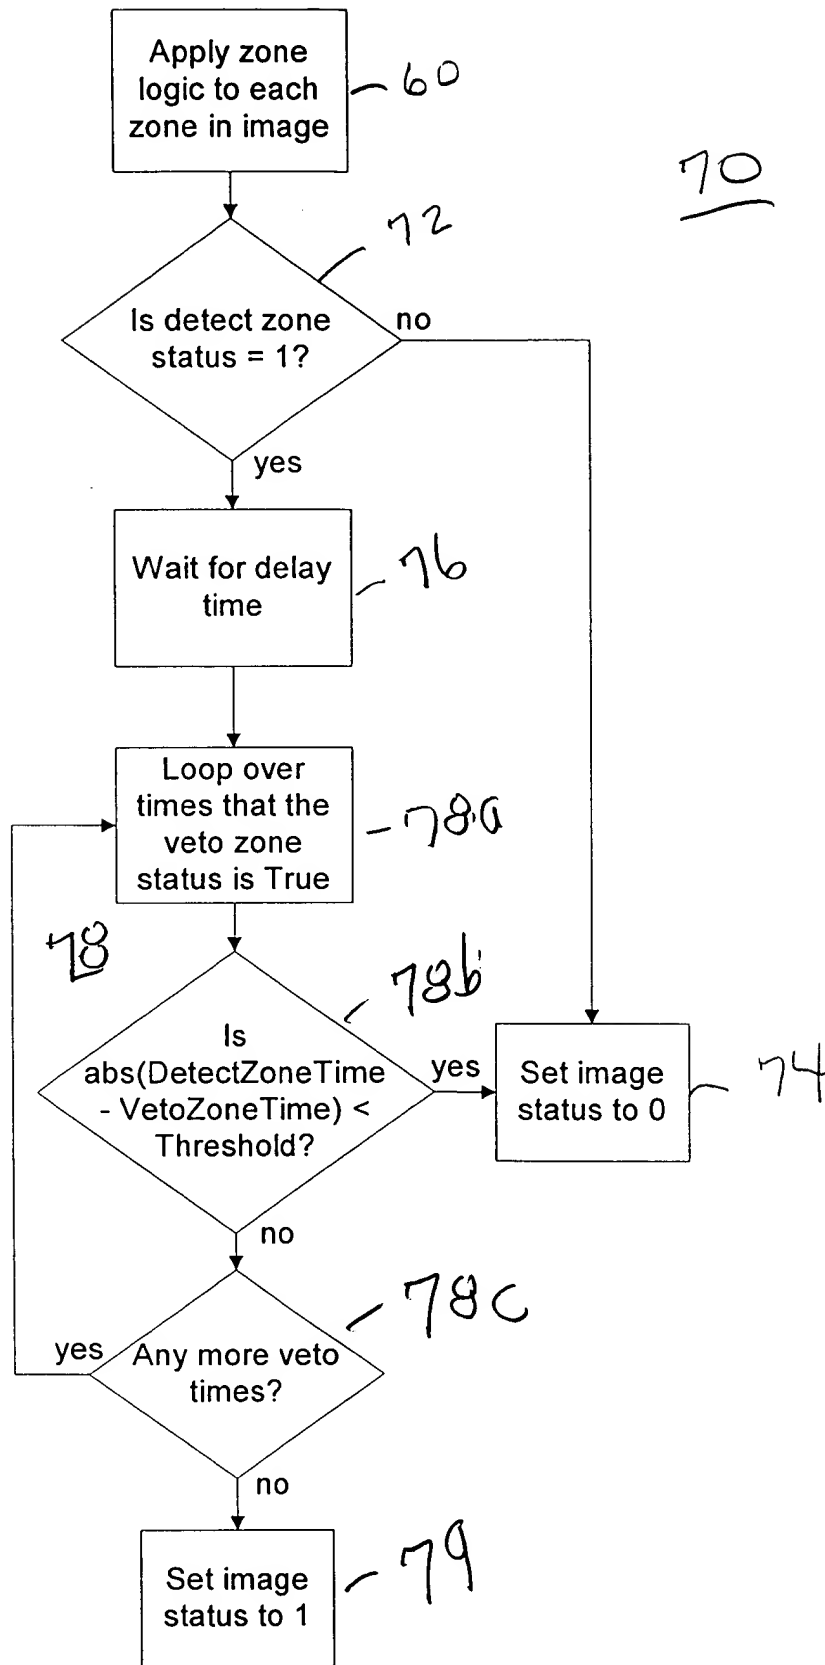 Apply zone
logic to each
zone in image
60
70
72
Is detect zone
status = 1?
no
yes
Wait for delay
time
76
Loop over
times that the
veto zone
status is True
78a
78
78b
Is
abs(DetectZoneTime
- VetoZoneTime) <
Threshold?
yes
Set image
status to 0
74
no
78c
yes
Any more veto
times?
no
Set image
status to 1
79